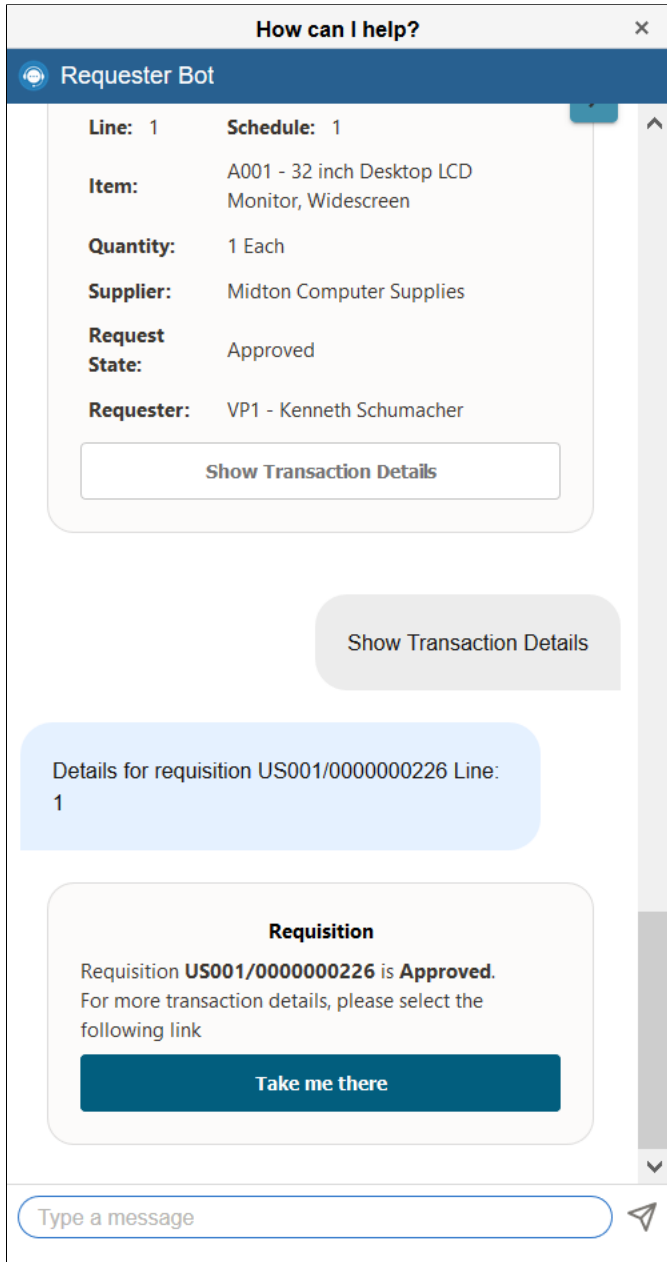 How can I help?
Requester Bot
Line: 1 Schedule: 1
Item: A001 - 32 inch Desktop LCD
Monitor, Widescreen
Quantity: 1 Each
Supplier: Midton Computer Supplies
Request
State: Approved
Requester: VP1 - Kenneth Schumacher
Show Transaction Details
Show Transaction Details
Details for requisition US001/0000000226 Line:
1
Requisition
Requisition US001/0000000226 is Approved.
For more transaction details, please select the
following link
Take me there
Type a message